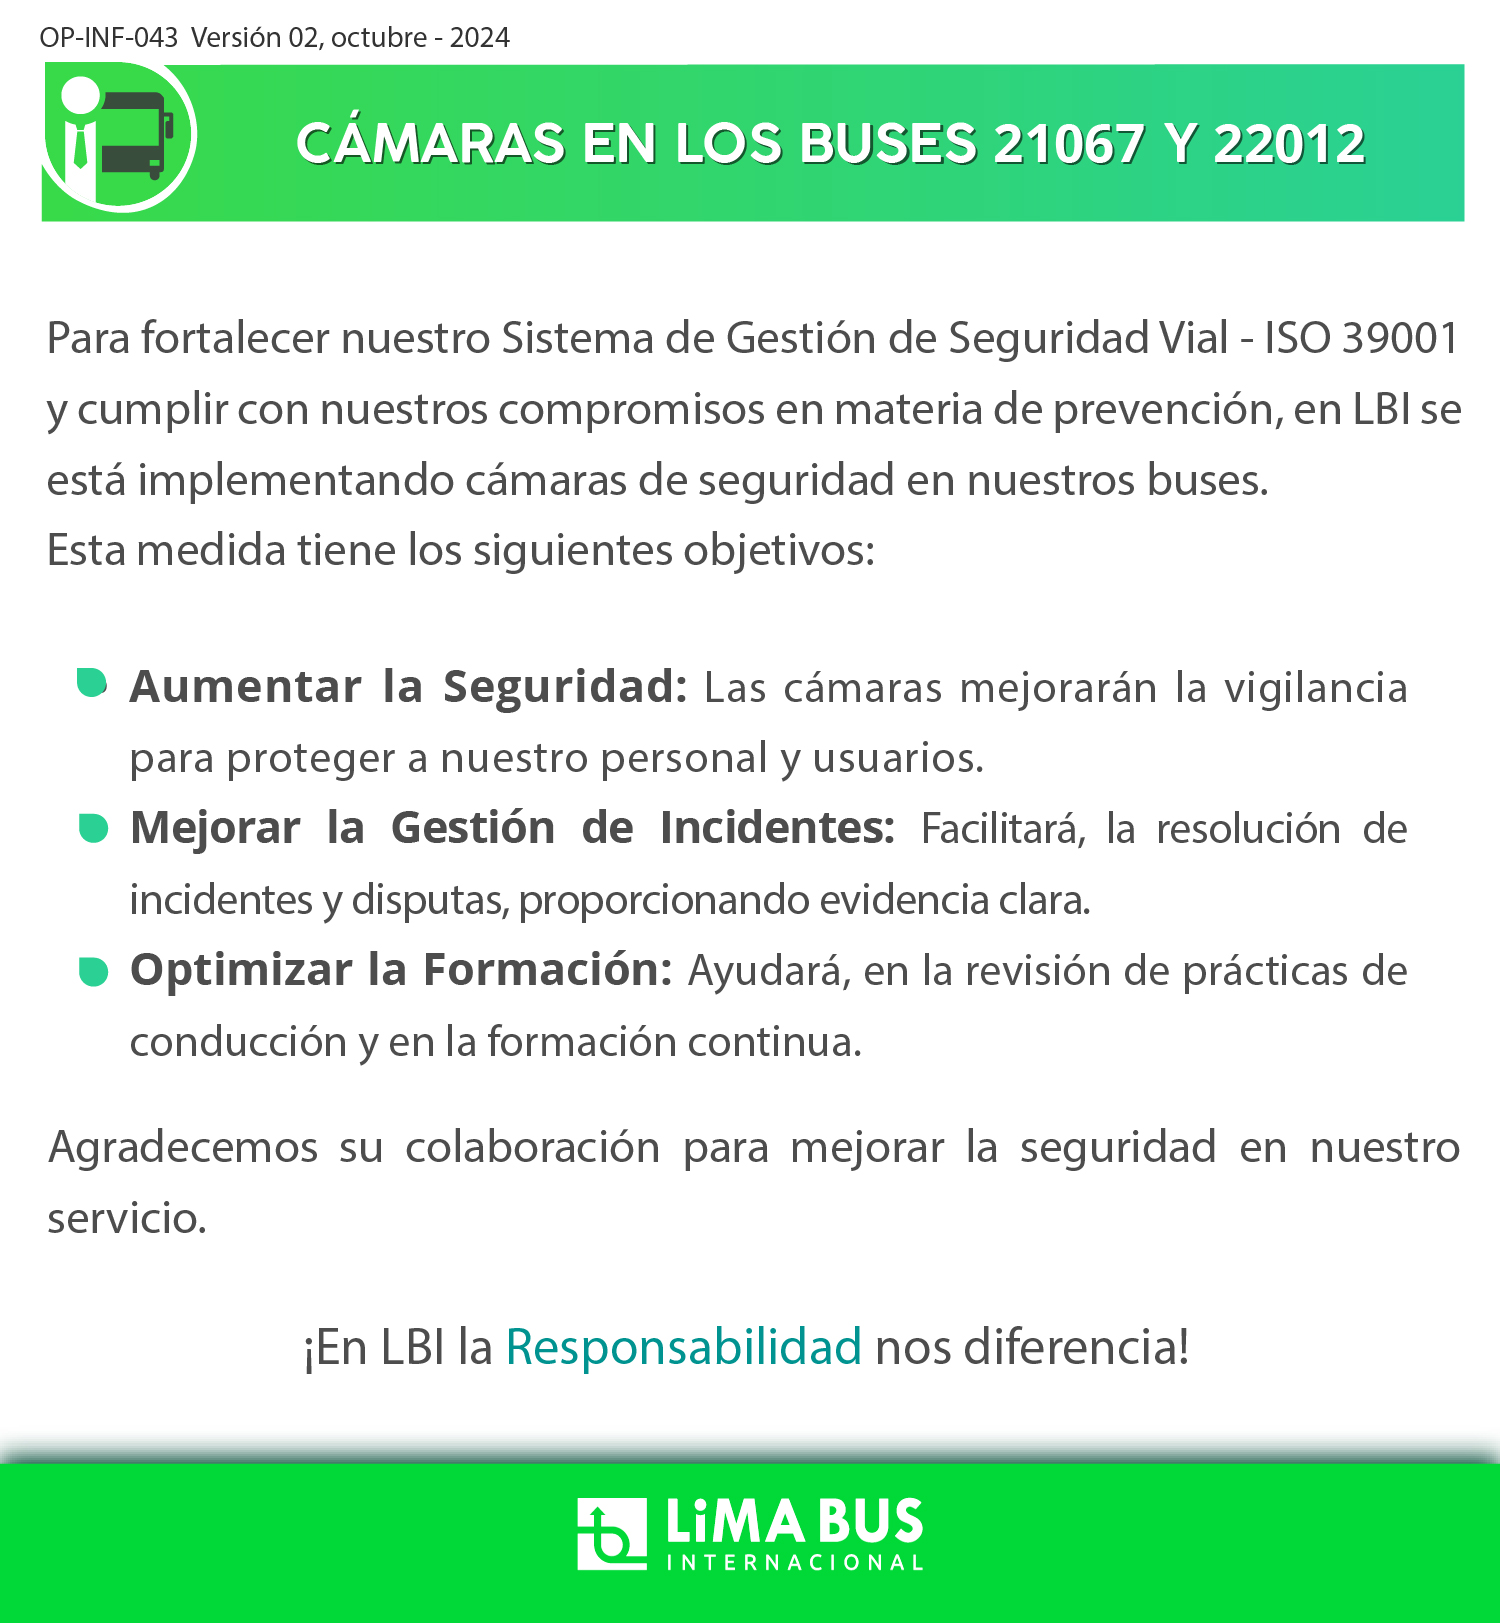 OP-INF-043 Versión 02, octubre - 2024
CÁMARAS EN LOS BUSES 21067 Y 22012
Para fortalecer nuestro Sistema de Gestión de Seguridad Vial - ISO 39001
y cumplir con nuestros compromisos en materia de prevención, en LBI se
está implementando cámaras de seguridad en nuestros buses.
Esta medida tiene los siguientes objetivos:
Aumentar la Seguridad: Las cámaras mejorarán la vigilancia
para proteger a nuestro personal y usuarios.
Mejorar la Gestión de Incidentes: Facilitará, la resolución de
incidentes y disputas, proporcionando evidencia clara.
Optimizar la Formación: Ayudará, en la revisión de prácticas de
conducción y en la formación continua.
Agradecemos su colaboración para mejorar la seguridad en nuestro
servicio.
¡En LBI la Responsabilidad nos diferencia!
LiMA BUS
INTERNACIONAL